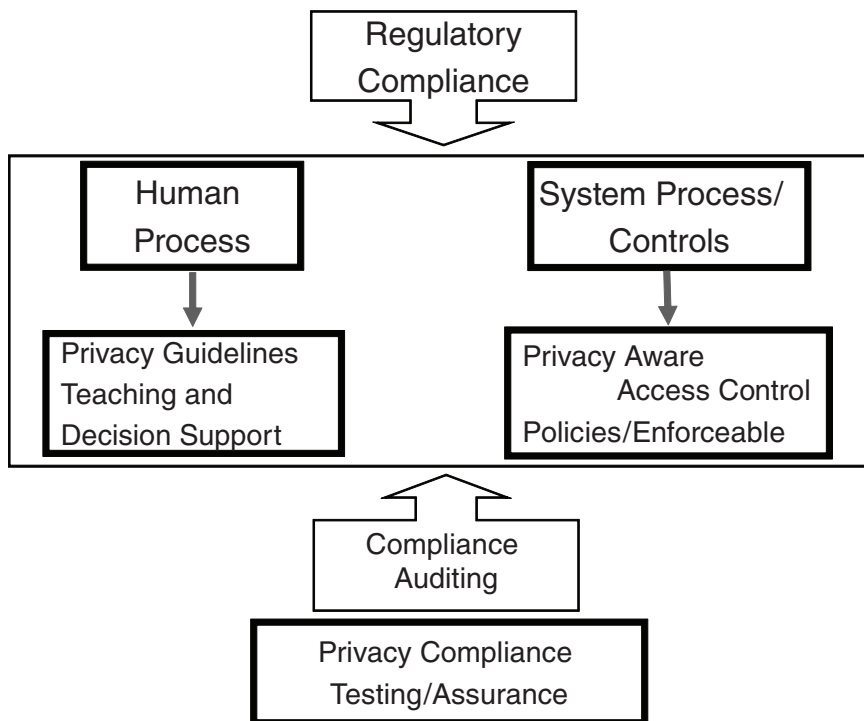 Regulatory
Compliance
Human
Process
System Process/
Controls
Privacy Guidelines
Teaching and
Decision Support
Privacy Aware
Access Control
Policies/Enforceable
Compliance
Auditing
Privacy Compliance
Testing/Assurance